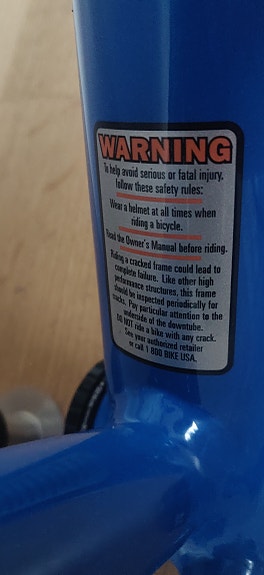 WARNING
To help avoid serious or fatal injury,
follow these safety rules:
Wear a helmet at all times when
riding a bicycle.
Read the Owner's Manual before riding.
Riding a cracked frame could lead to
complete failure. Like other high
performance structures, this frame
should be inspected periodically for
cracks. Pay particular attention to the
underside of the downtube.
DO NOT ride a bike with any crack.
See your authorized retailer
or call 1 800 BIKE USA.